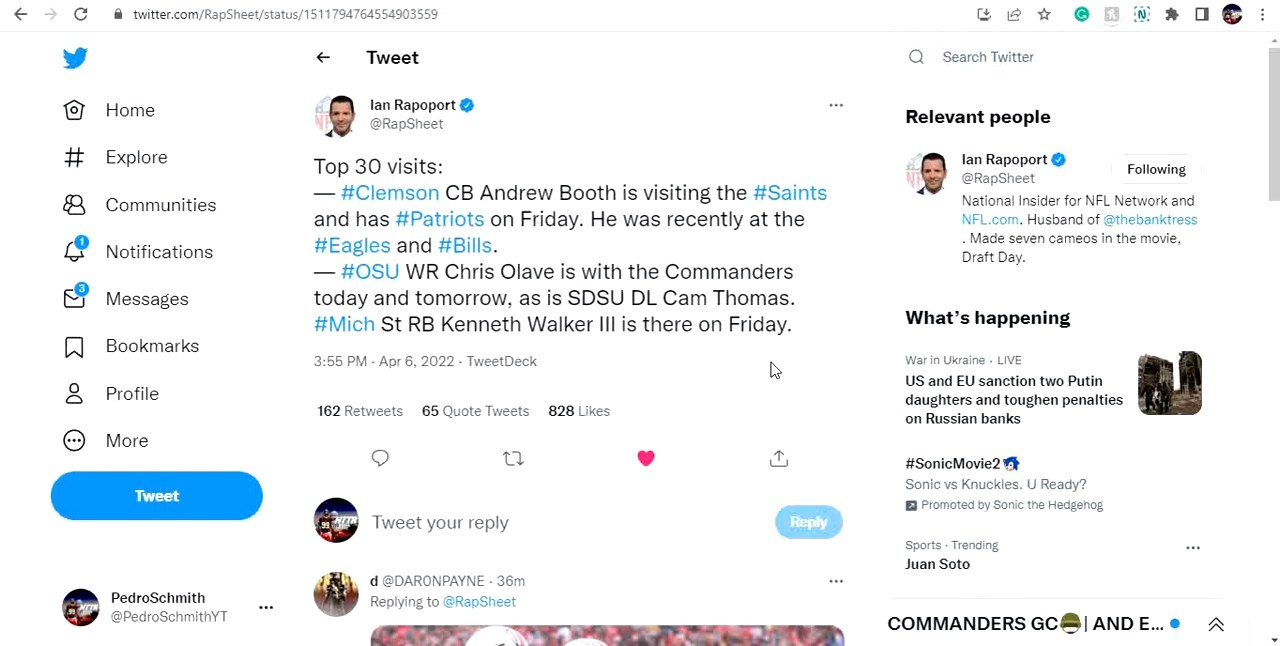 twitter.com/RapSheet/status/1511794764554903559
Home
Explore
Communities
1
Notifications
3
Messages
Bookmarks
Profile
More
Tweet
PedroSchmith
@PedroSchmithYT
Tweet
Ian Rapoport
@RapSheet
Top 30 visits:
— #Clemson CB Andrew Booth is visiting the #Saints
and has #Patriots on Friday. He was recently at the
#Eagles and #Bills.
— #OSU WR Chris Olave is with the Commanders
today and tomorrow, as is SDSU DL Cam Thomas.
#Mich St RB Kenneth Walker III is there on Friday.
3:55 PM · Apr 6, 2022 · TweetDeck
162 Retweets 65 Quote Tweets 828 Likes
Tweet your reply
Reply
d @DAR0NPAYNE · 36m
Replying to @RapSheet
Search Twitter
Relevant people
Ian Rapoport
@RapSheet
Following
National Insider for NFL Network and
NFL.com. Husband of @thebanktress
. Made seven cameos in the movie,
Draft Day.
What's happening
War in Ukraine · LIVE
US and EU sanction two Putin
daughters and toughen penalties
on Russian banks
#SonicMovie2
Sonic vs Knuckles. U Ready?
Promoted by Sonic the Hedgehog
Sports · Trending
Juan Soto
COMMANDERS GC | AND E...